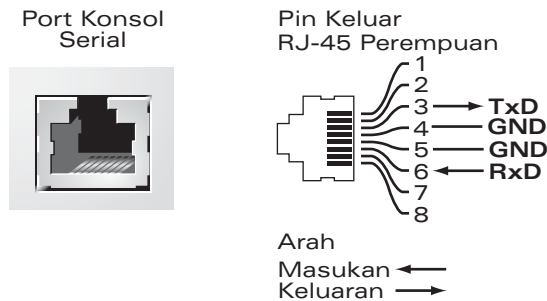 Port Konsol
Serial
Pin Keluar
RJ-45 Perempuan
1
2
3 TxD
4 GND
5 GND
6 RxD
7
8
Arah
Masukan
Keluaran